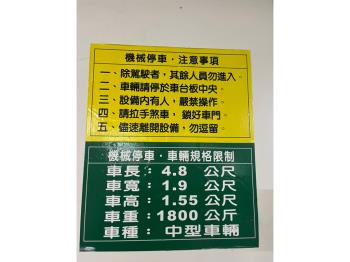 機械停車・注意事項
一、除駕駛者，其餘人員勿進入。
二、車輛請停於車台板中央。
三、設備內有人，嚴禁操作。
四、請拉手煞車， 鎖好車門。
五、儘速離開設備，勿逗留。
機械停車・車輛規格限制
車長：4.8 公尺
車寬：1.9 公尺
車高：1.55 公尺
車重：1800 公斤
車種：中型車輛